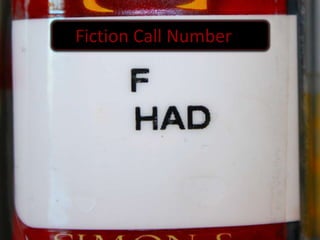 Fiction Call Number
F
HAD
SIMON S